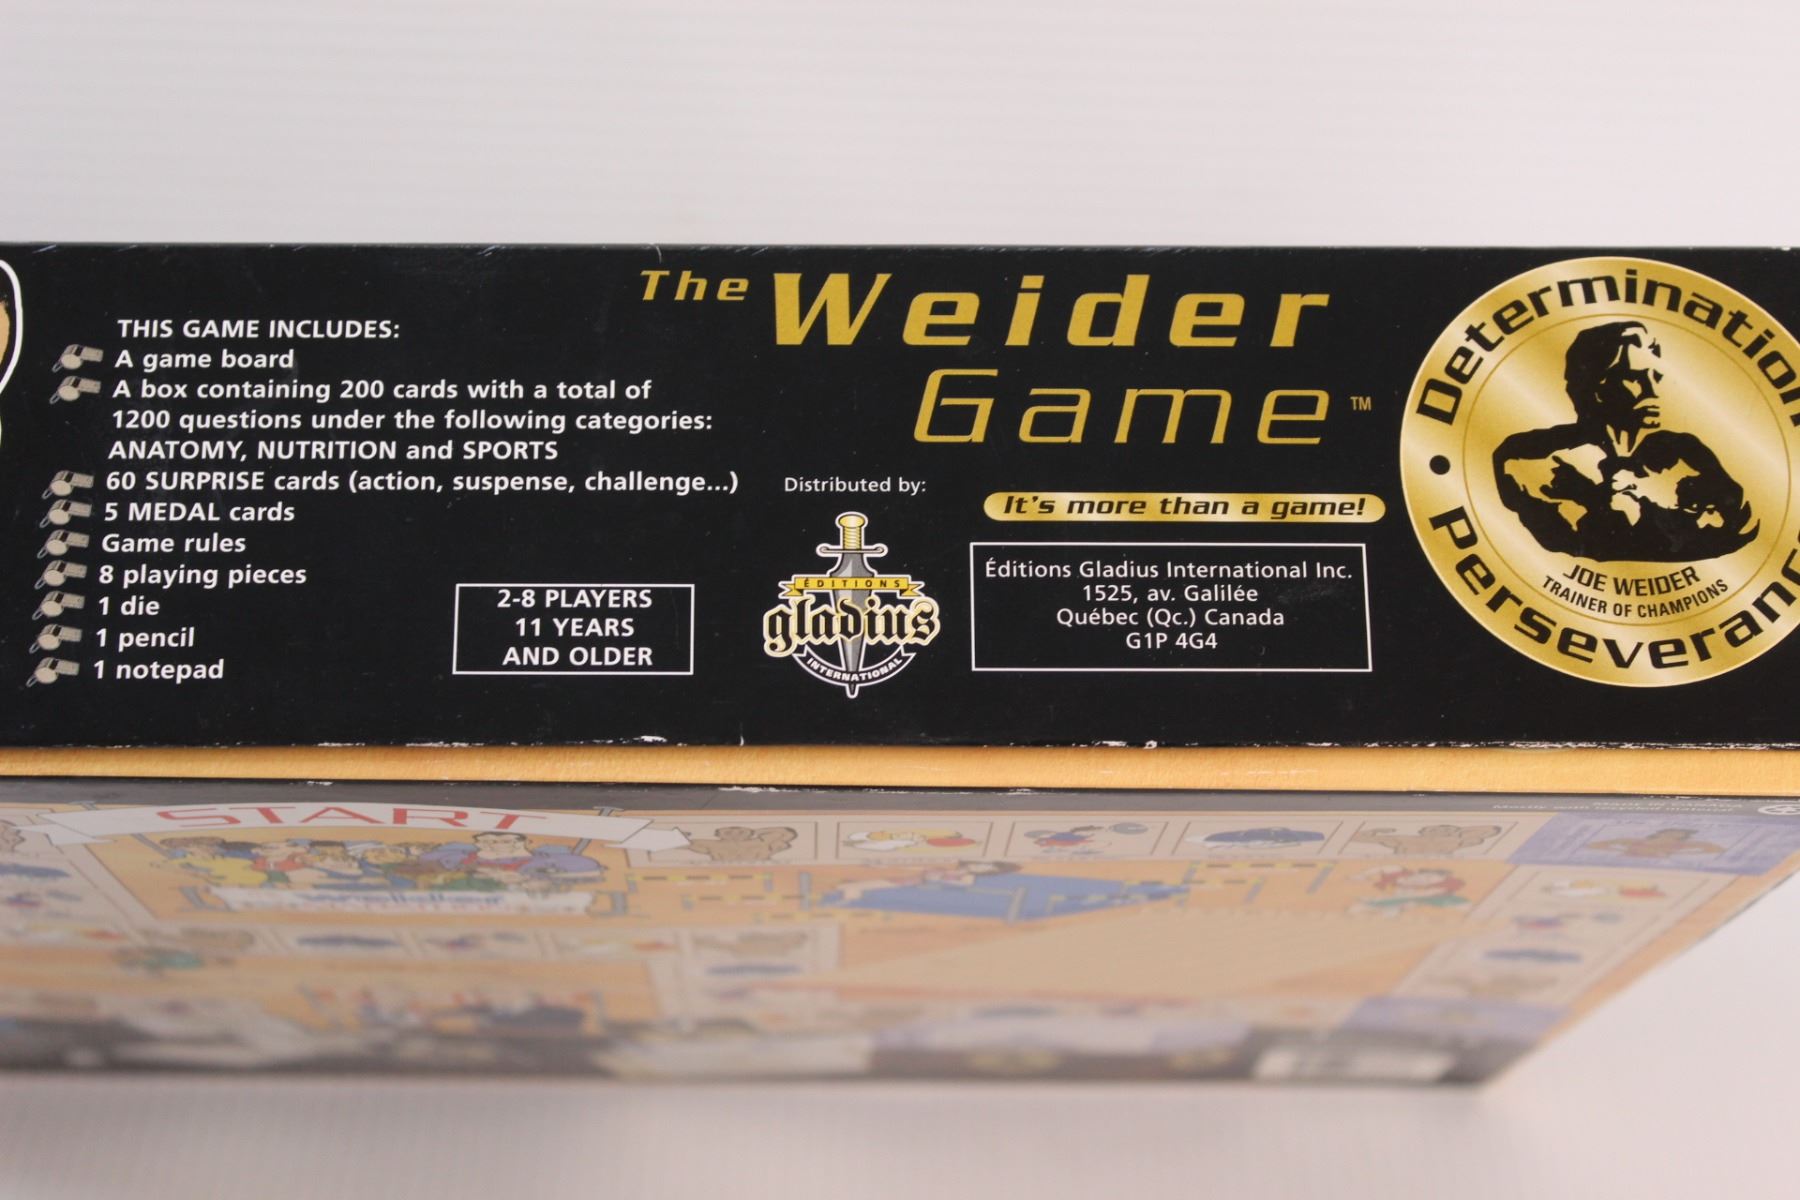 THIS GAME INCLUDES:
A game board
A box containing 200 cards with a total of
1200 questions under the following categories:
ANATOMY, NUTRITION and SPORTS
60 SURPRISE cards (action, suspense, challenge...)
5 MEDAL cards
Game rules
8 playing pieces
1 die
1 pencil
1 notepad
2-8 PLAYERS
11 YEARS
AND OLDER
The Weider
Game™
Distributed by:
ÉDITIONS
gladius
INTERNATIONAL
It's more than a game!
Éditions Gladius International Inc.
1525, av. Galilée
Québec (Qc.) Canada
G1P 4G4
Determination
JOE WEIDER
TRAINER OF CHAMPIONS
Perseveranc
START